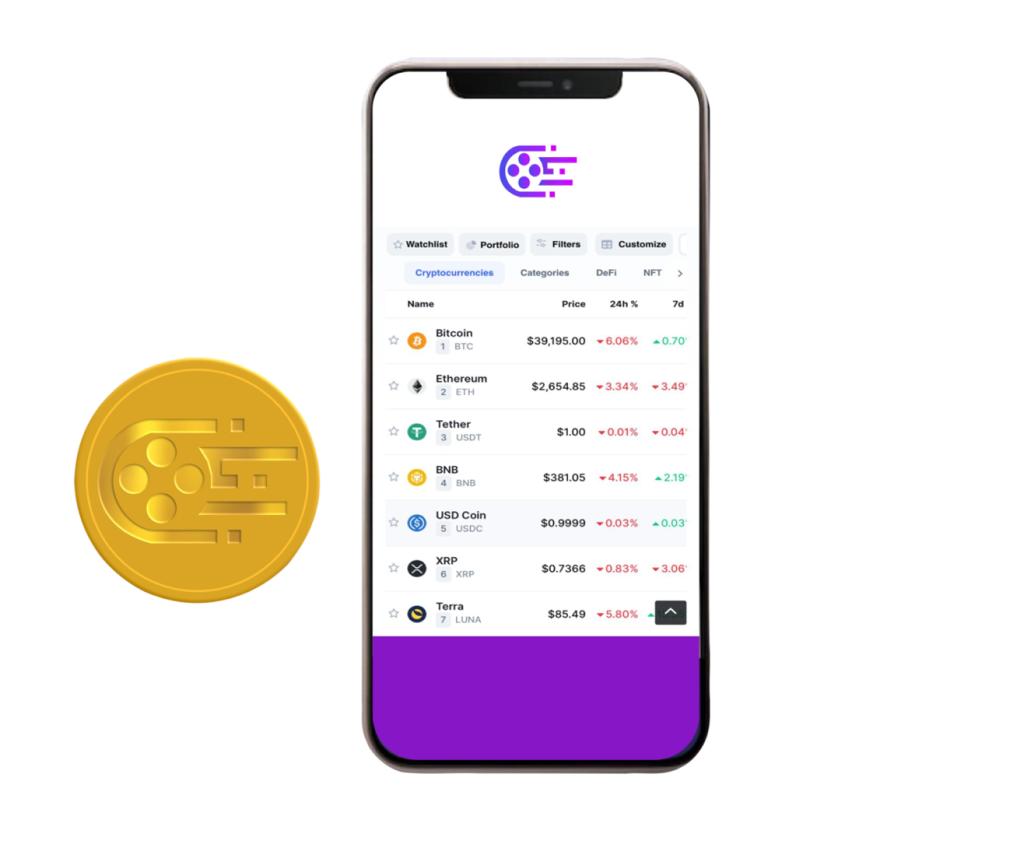 Watchlist Portfolio Filters Customize
Cryptocurrencies Categories DeFi NFT
Name Price 24h % 7d
Bitcoin
1 BTC $39,195.00 6.06% 0.70
Ethereum
2 ETH $2,654.85 3.34% 3.49
Tether
3 USDT $1.00 0.01% 0.04
BNB
4 BNB $381.05 4.15% 2.19
USD Coin
5 USDC $0.9999 0.03% 0.03
XRP
6 XRP $0.7366 0.83% 3.06
Terra
7 LUNA $85.49 5.80%